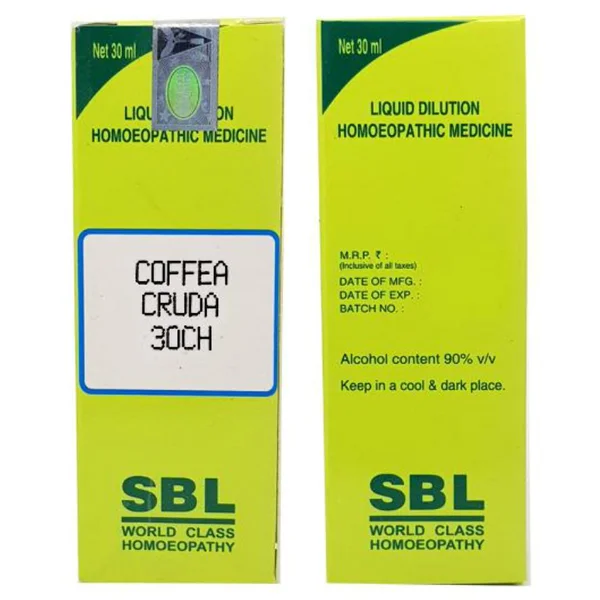 Net 30 ml
LIQU ON
HOMOEOPATHIC MEDICINE
COFFEA
CRUDA
30CH
SBL
WORLD CLASS
HOMOEOPATHY
Net 30 ml
LIQUID DILUTION
HOMOEOPATHIC MEDICINE
M.R.P. ₹ :
(Inclusive of all taxes)
DATE OF MFG. :
DATE OF EXP. :
BATCH NO. :
Alcohol content 90% v/v
Keep in a cool & dark place.
SBL
WORLD CLASS
HOMOEOPATHY